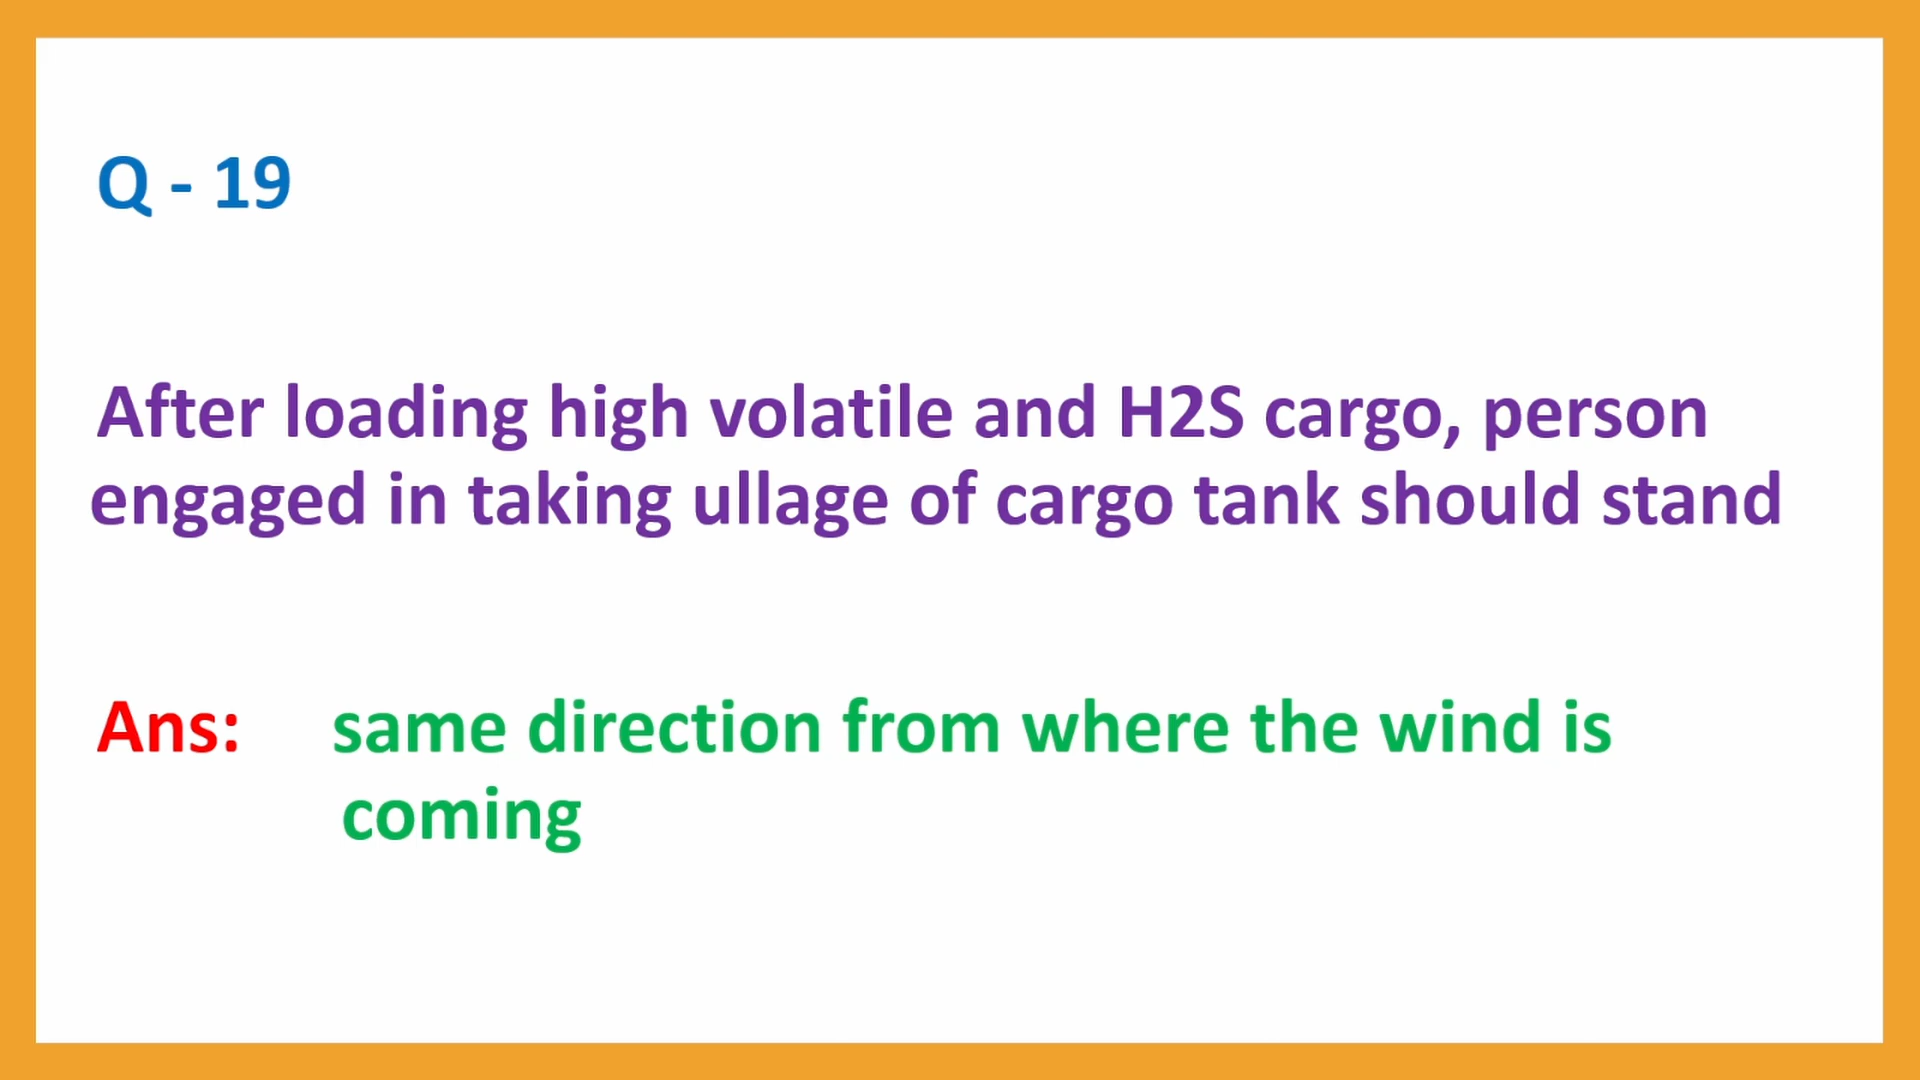 Q - 19
After loading high volatile and H2S cargo, person
engaged in taking ullage of cargo tank should stand
Ans: same direction from where the wind is
coming